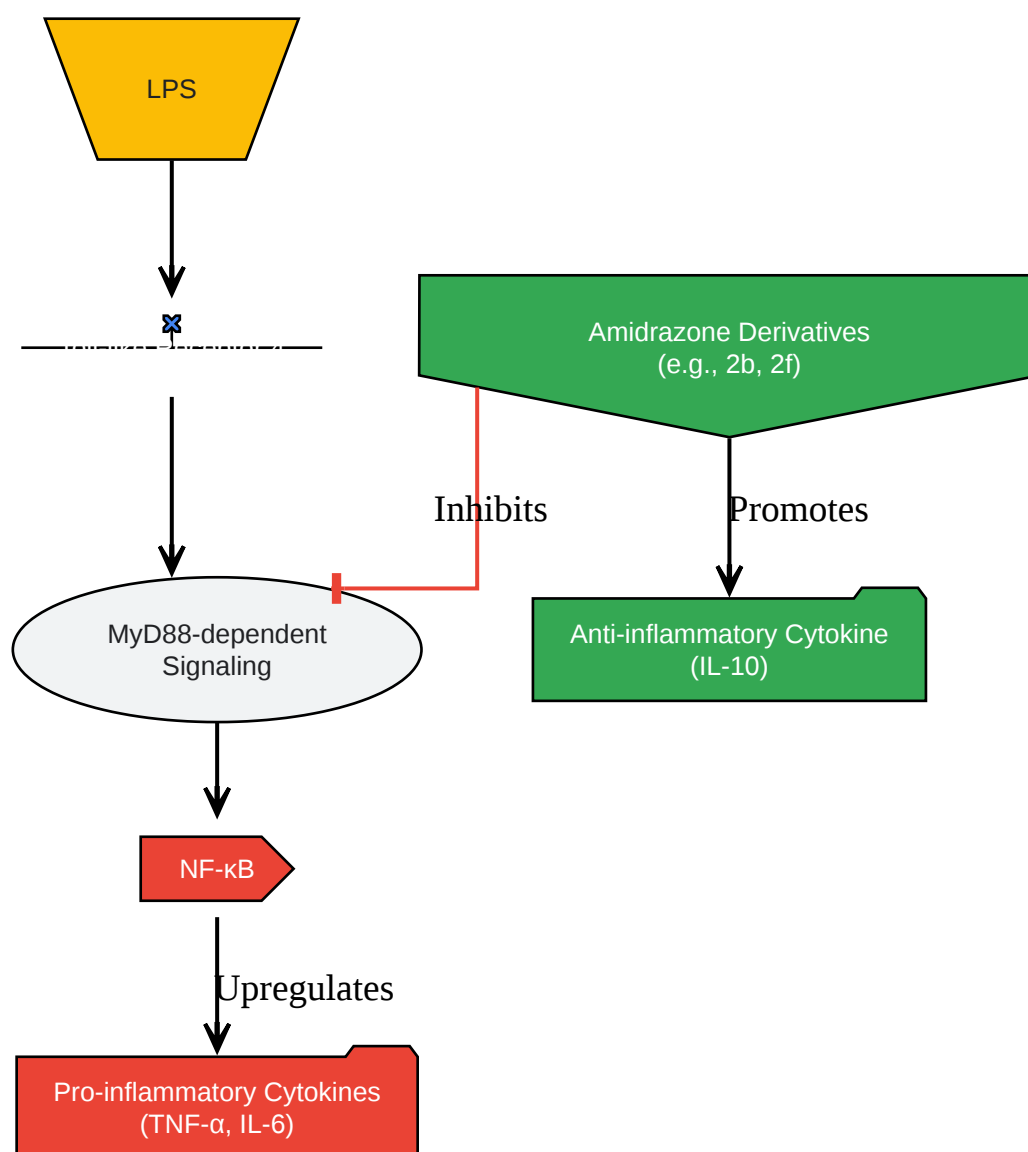 LPS
Amidrazone Derivatives
(e.g., 2b, 2f)
Inhibits
Promotes
MyD88-dependent
Signaling
Anti-inflammatory Cytokine
(IL-10)
NF-κB
Upregulates
Pro-inflammatory Cytokines
(TNF-α, IL-6)